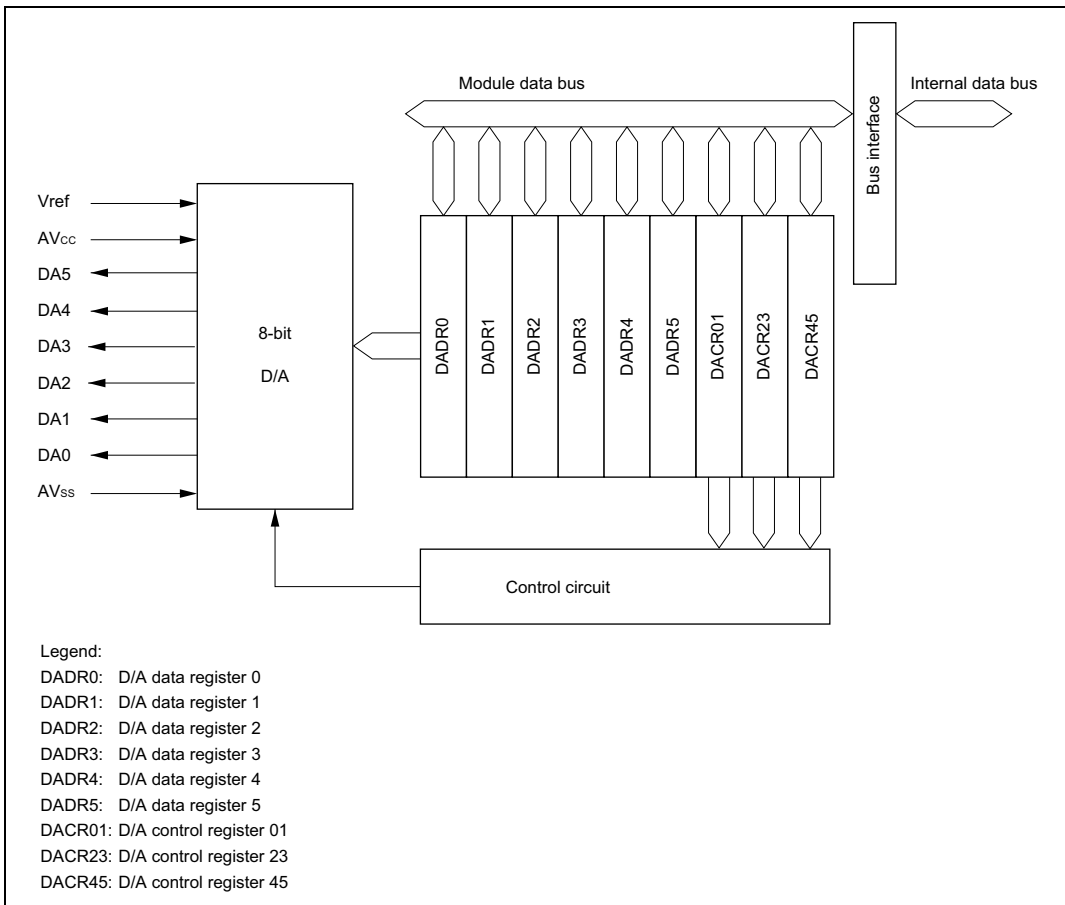 Module data bus
Internal data bus
Bus interface
Vref
AVCC
DA5
DA4
DA3
DA2
DA1
DA0
AVSS
8-bit
D/A
DADR0
DADR1
DADR2
DADR3
DADR4
DADR5
DACR01
DACR23
DACR45
Control circuit
Legend:
DADR0: D/A data register 0
DADR1: D/A data register 1
DADR2: D/A data register 2
DADR3: D/A data register 3
DADR4: D/A data register 4
DADR5: D/A data register 5
DACR01: D/A control register 01
DACR23: D/A control register 23
DACR45: D/A control register 45